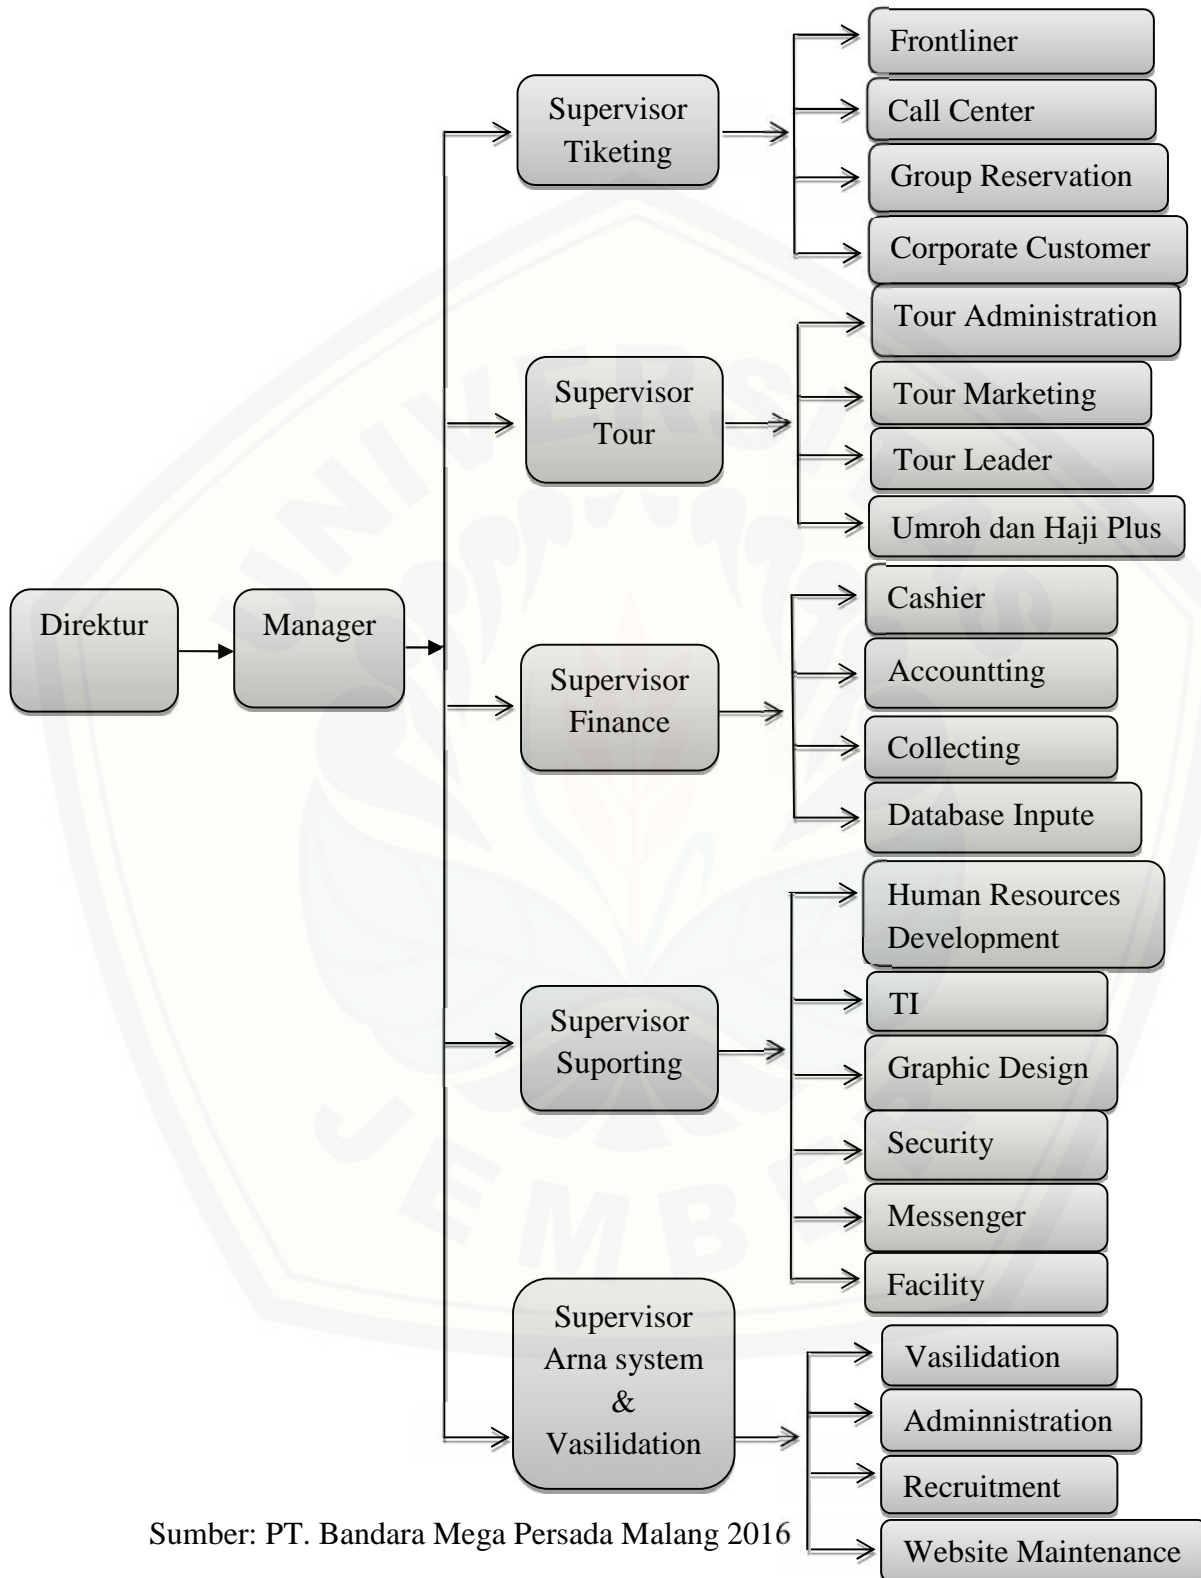 Direktur
Manager
Supervisor
Tiketing
Frontliner
Call Center
Group Reservation
Corporate Customer
Supervisor
Tour
Tour Administration
Tour Marketing
Tour Leader
Umroh dan Haji Plus
Supervisor
Finance
Cashier
Accountting
Collecting
Database Inpute
Supervisor
Suporting
Human Resources
Development
TI
Graphic Design
Security
Messenger
Facility
Supervisor
Arna system
&
Vasilidation
Vasilidation
Adminnistration
Recruitment
Website Maintenance
Sumber: PT. Bandara Mega Persada Malang 2016
UNIVERSITAS
JEMBER